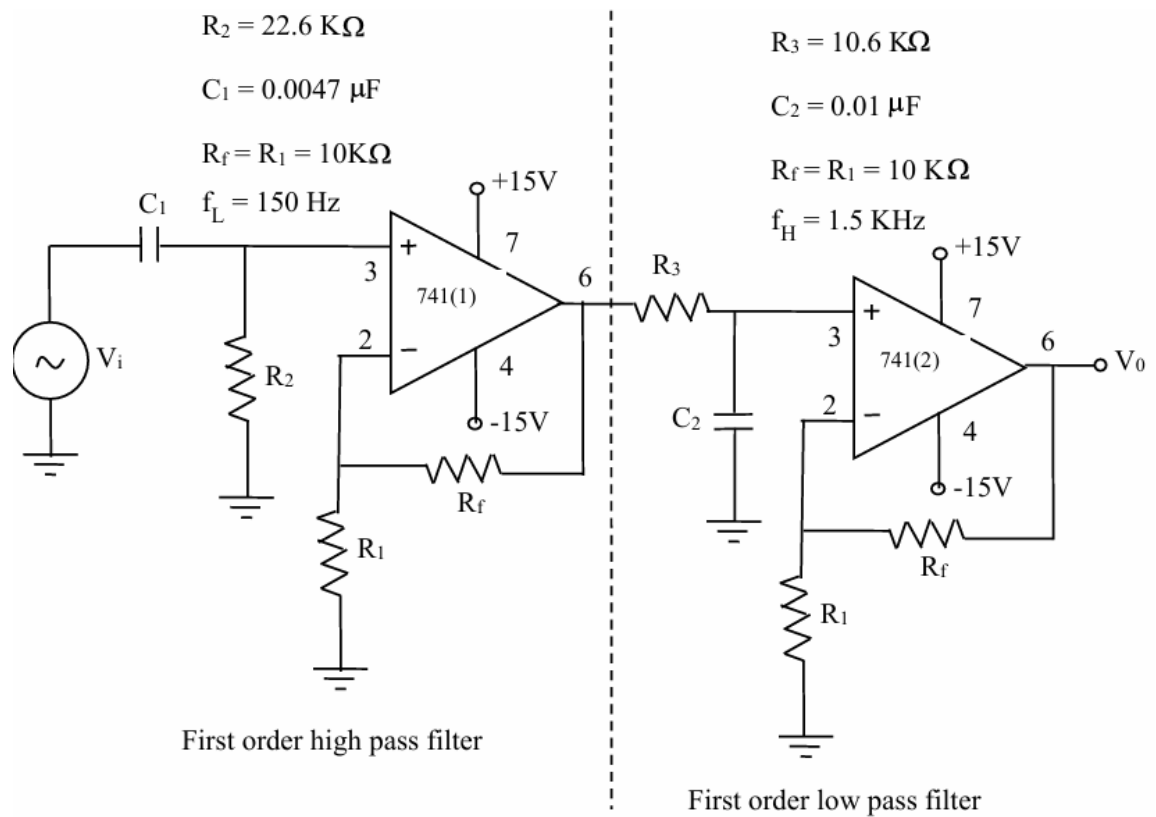 R2 = 22.6 KΩ
C1 = 0.0047 μF
Rf = R1 = 10KΩ
fL = 150 Hz
R3 = 10.6 KΩ
C2 = 0.01 μF
Rf = R1 = 10 KΩ
fH = 1.5 KHz
C1
+15V
7
+
3
741(1)
6
2
−
4
-15V
Vi
R2
Rf
R1
R3
+15V
7
+
3
741(2)
6
V0
C2
2
−
4
-15V
Rf
R1
First order high pass filter
First order low pass filter